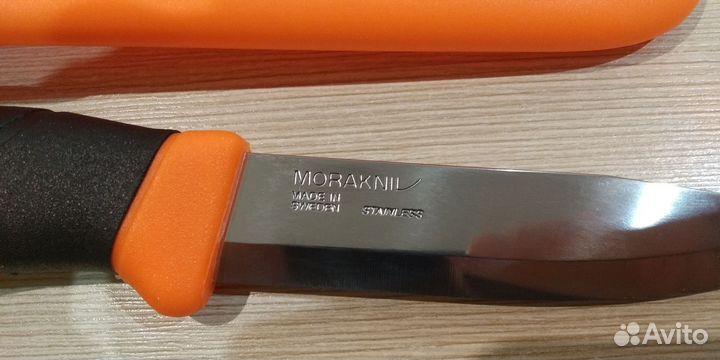 MORAKNIV
MADE IN
SWEDEN STAINLESS
Avito